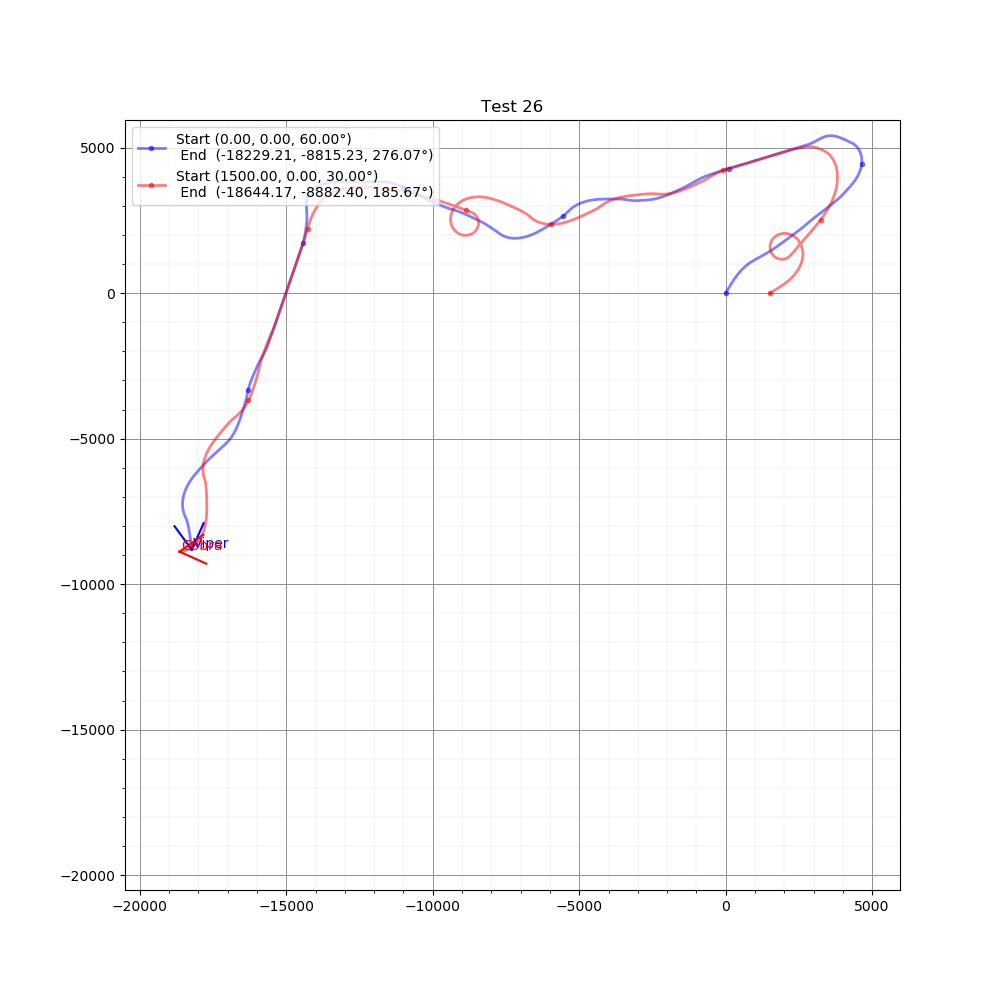 Test 26
Start (0.00, 0.00, 60.00°)
End (-18229.21, -8815.23, 276.07°)
Start (1500.00, 0.00, 30.00°)
End (-18644.17, -8882.40, 185.67°)
5000
0
−5000
−10000
−15000
−20000
Viper
−20000 −15000 −10000 −5000 0 5000